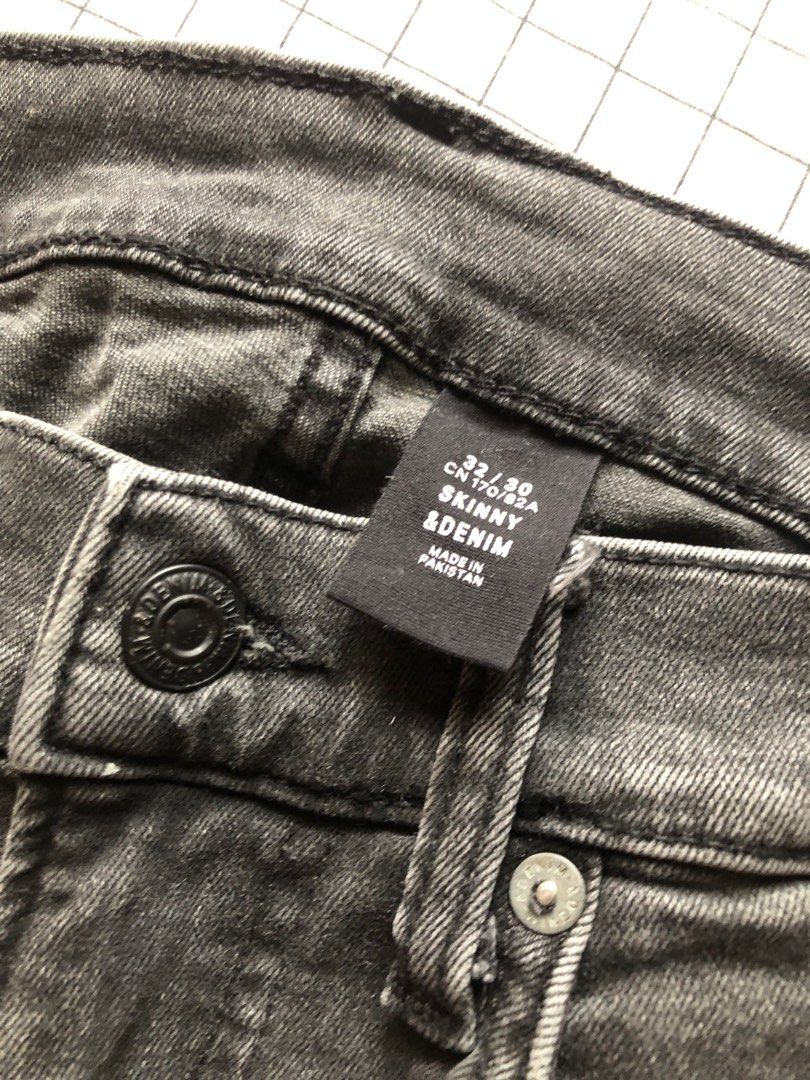 32/30
CN 170/82A
SKINNY
&DENIM
MADE IN
PAKISTAN